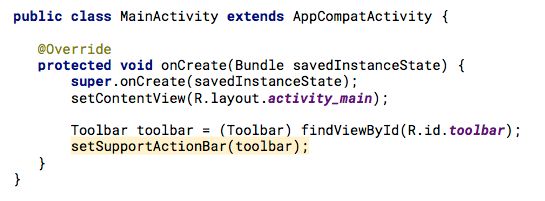 public class MainActivity extends AppCompatActivity {
@Override
protected void onCreate(Bundle savedInstanceState) {
super.onCreate(savedInstanceState);
setContentView(R.layout.activity_main);
Toolbar toolbar = (Toolbar) findViewById(R.id.toolbar);
setSupportActionBar(toolbar);
}
}